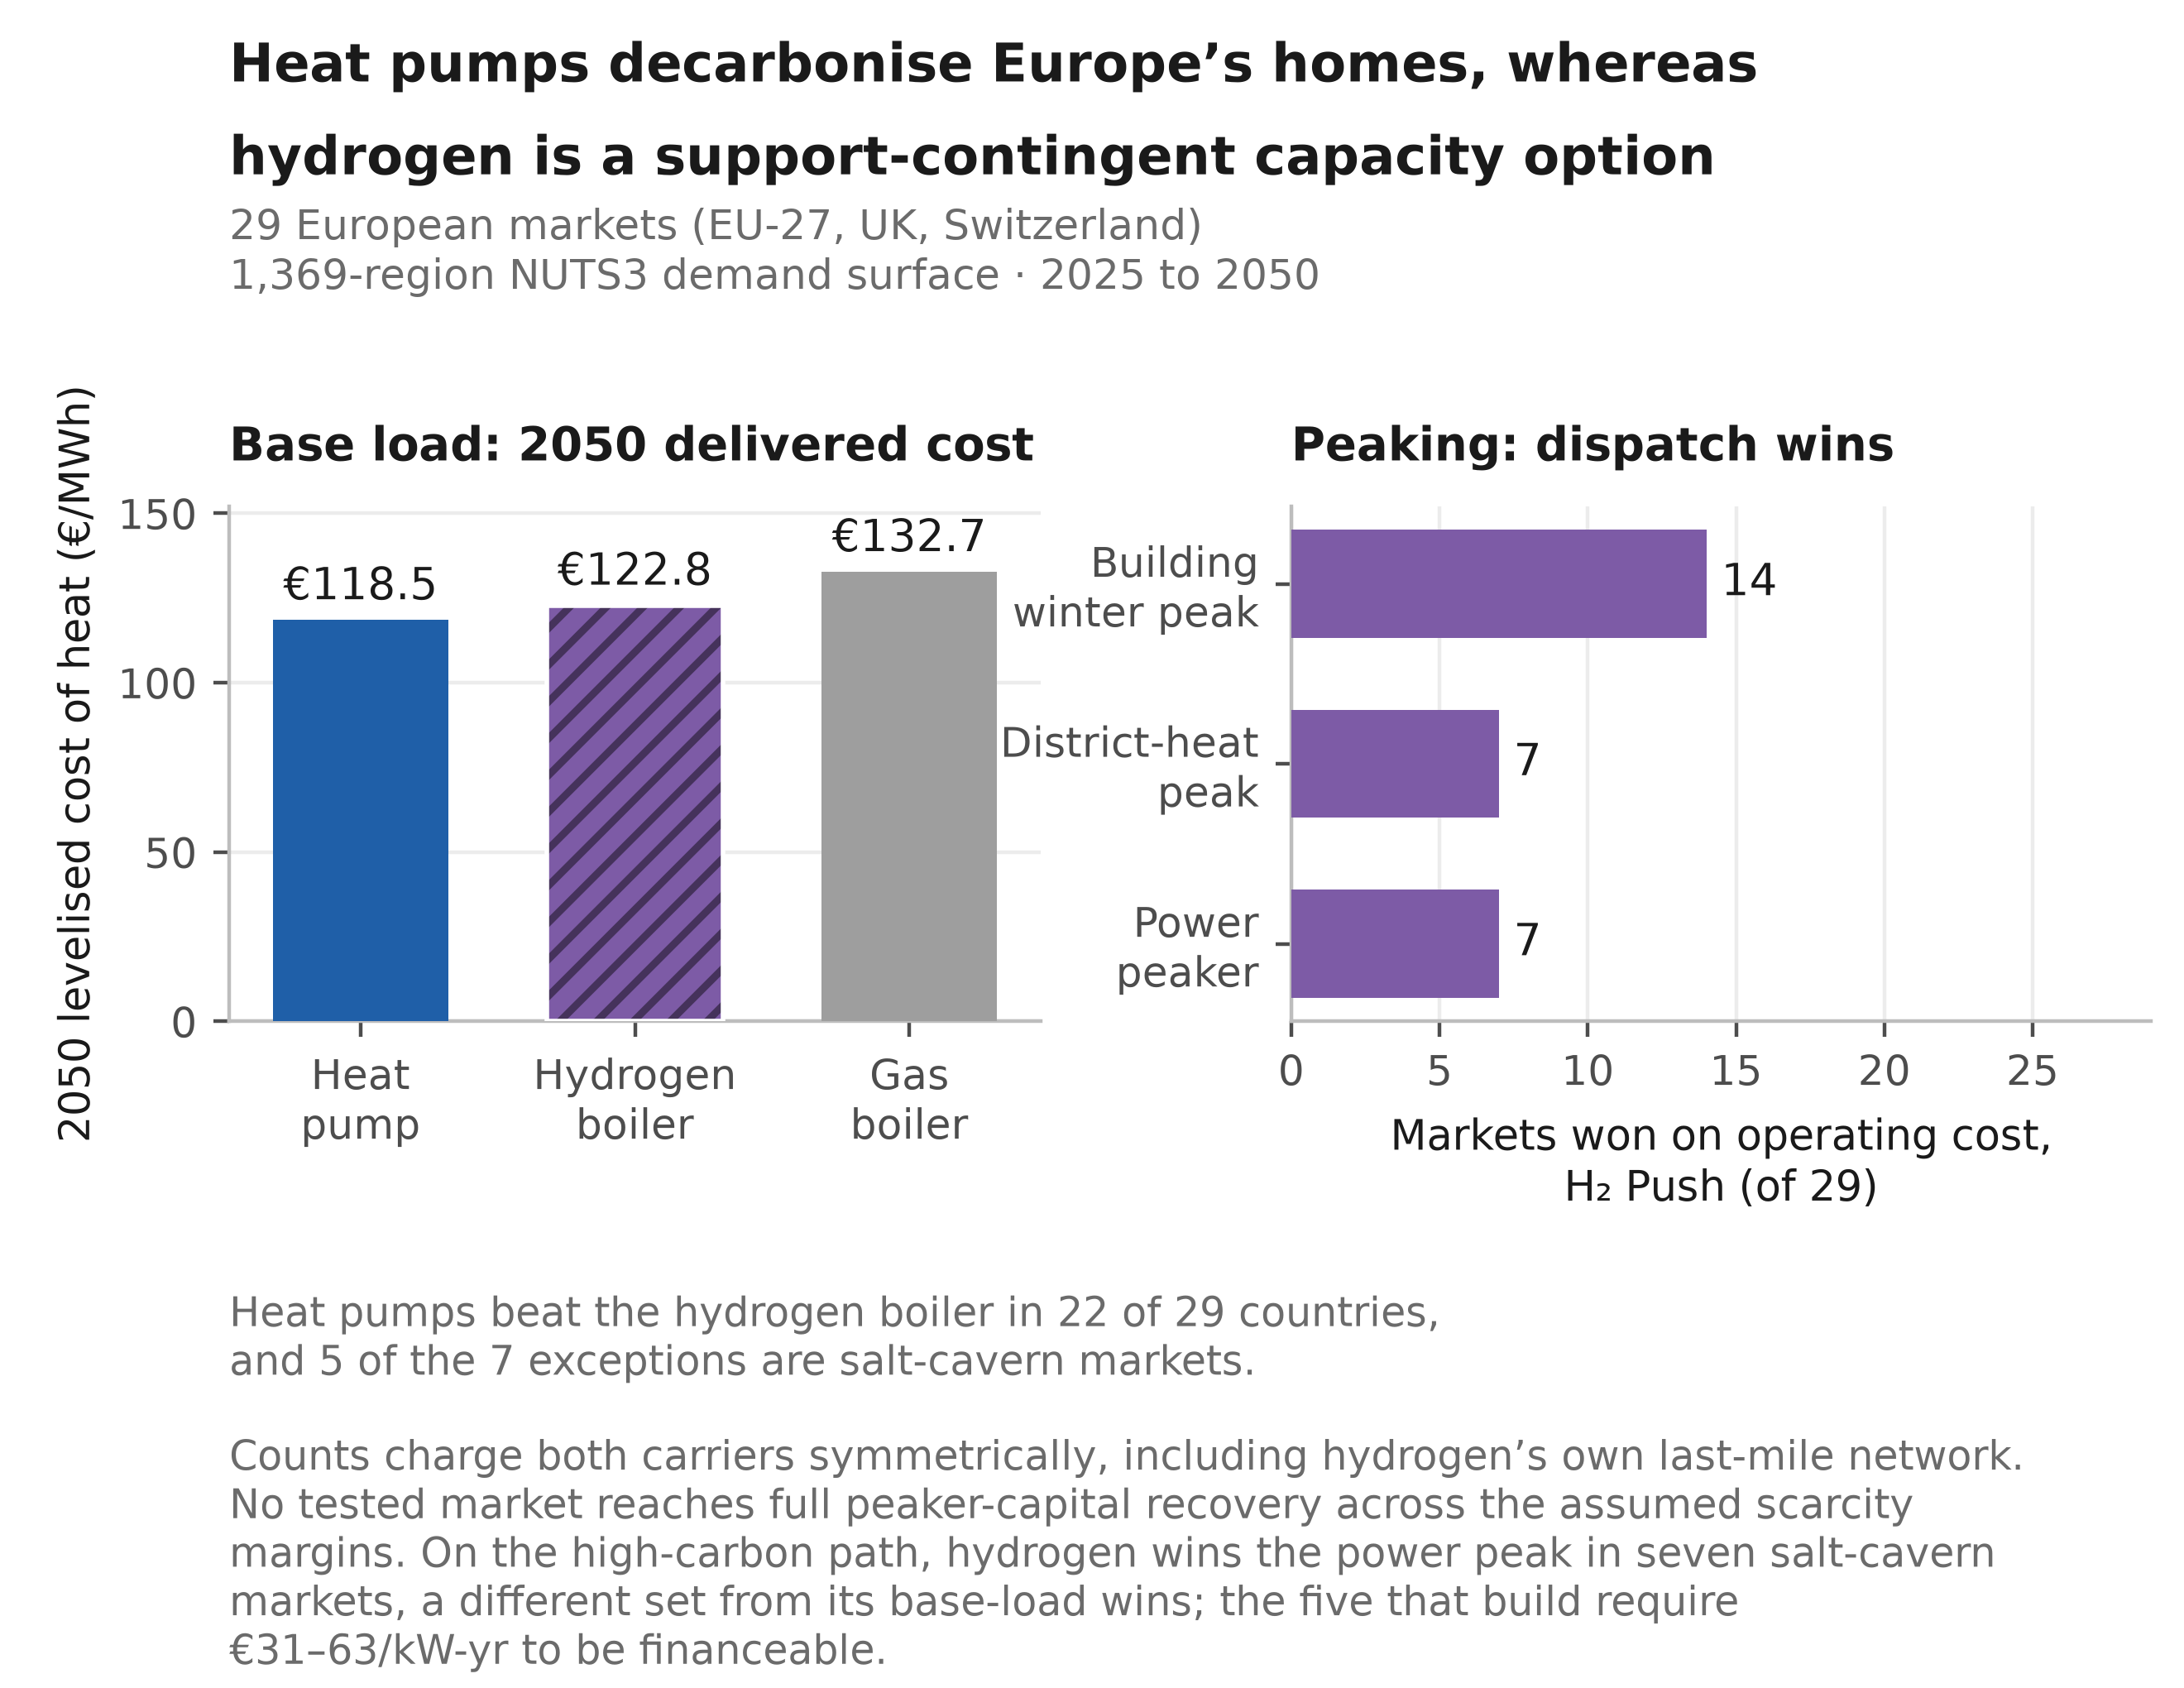 Heat pumps decarbonise Europe’s homes, whereas
hydrogen is a support-contingent capacity option
29 European markets (EU-27, UK, Switzerland)
1,369-region NUTS3 demand surface · 2025 to 2050
Base load: 2050 delivered cost
2050 levelised cost of heat (€/MWh)
150
100
50
0
€118.5
€122.8
€132.7
Heat
pump
Hydrogen
boiler
Gas
boiler
Peaking: dispatch wins
Building
winter peak
14
District-heat
peak
7
Power
peaker
7
0 5 10 15 20 25
Markets won on operating cost,
H₂ Push (of 29)
Heat pumps beat the hydrogen boiler in 22 of 29 countries,
and 5 of the 7 exceptions are salt-cavern markets.
Counts charge both carriers symmetrically, including hydrogen’s own last-mile network.
No tested market reaches full peaker-capital recovery across the assumed scarcity
margins. On the high-carbon path, hydrogen wins the power peak in seven salt-cavern
markets, a different set from its base-load wins; the five that build require
€31–63/kW-yr to be financeable.